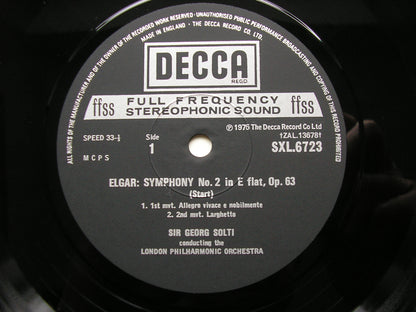 ALL RIGHTS OF THE MANUFACTURER AND OF THE OWNER OF THE RECORDED WORK RESERVED · UNAUTHORISED PUBLIC PERFORMANCE BROADCASTING AND COPYING OF THIS RECORD PROHIBITED
MADE IN ENGLAND · THE DECCA RECORD CO. LTD.
DECCA
REGD.
ffss FULL FREQUENCY ffss
STEREOPHONIC SOUND
SPEED 33-⅓
Side
1
MCPS
℗ 1975 The Decca Record Co Ltd
†ZAL.13678†
SXL.6723
ELGAR: SYMPHONY No. 2 in E flat, Op. 63
(Start)
1. 1st mvt. Allegro vivace e nobilmente
2. 2nd mvt. Larghetto
SIR GEORG SOLTI
conducting the
LONDON PHILHARMONIC ORCHESTRA